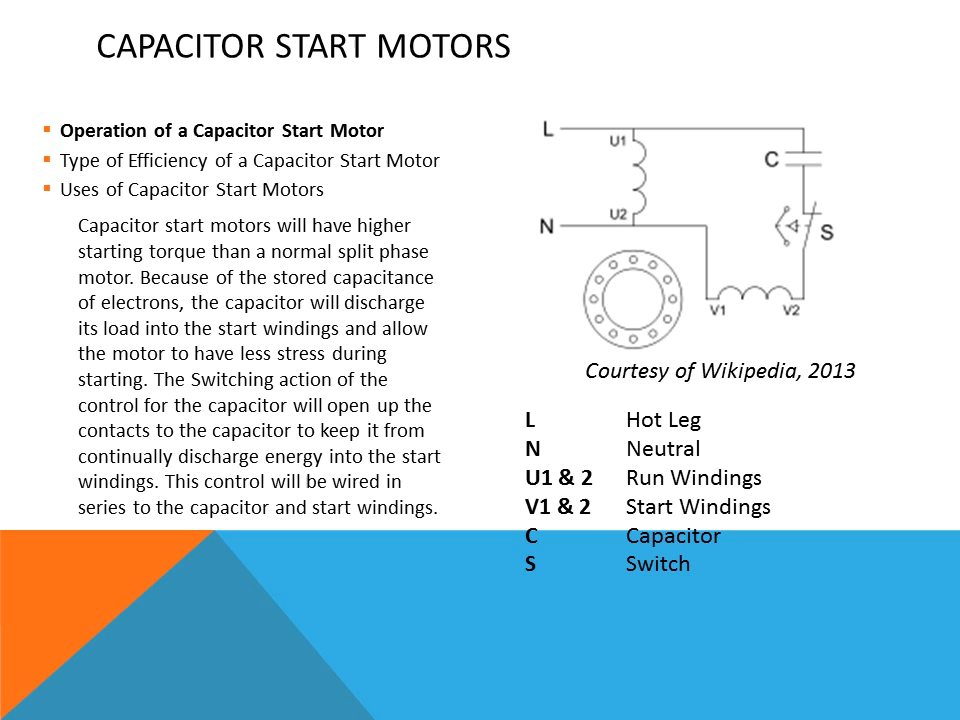 CAPACITOR START MOTORS
Operation of a Capacitor Start Motor
Type of Efficiency of a Capacitor Start Motor
Uses of Capacitor Start Motors
Capacitor start motors will have higher
starting torque than a normal split phase
motor. Because of the stored capacitance
of electrons, the capacitor will discharge
its load into the start windings and allow
the motor to have less stress during
starting. The Switching action of the
control for the capacitor will open up the
contacts to the capacitor to keep it from
continually discharge energy into the start
windings. This control will be wired in
series to the capacitor and start windings.
L
U1
C
U2
N
S
V1 V2
Courtesy of Wikipedia, 2013
L Hot Leg
N Neutral
U1 & 2 Run Windings
V1 & 2 Start Windings
C Capacitor
S Switch